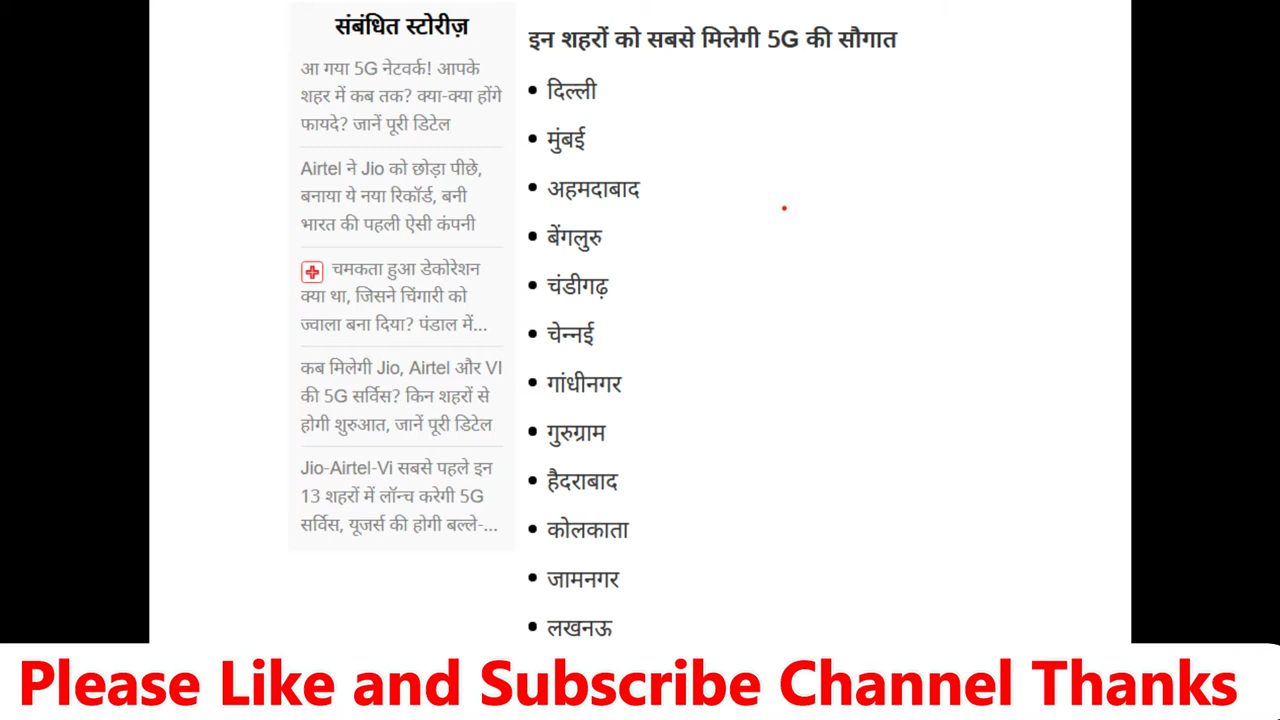 संबंधित स्टोरीज़
आ गया 5G नेटवर्क! आपके
शहर में कब तक? क्या-क्या होंगे
फायदे? जानें पूरी डिटेल
Airtel ने Jio को छोड़ा पीछे,
बनाया ये नया रिकॉर्ड, बनी
भारत की पहली ऐसी कंपनी
चमकता हुआ डेकोरेशन
क्या था, जिसने चिंगारी को
ज्वाला बना दिया? पंडाल में...
कब मिलेगी Jio, Airtel और VI
की 5G सर्विस? किन शहरों से
होगी शुरुआत, जानें पूरी डिटेल
Jio-Airtel-Vi सबसे पहले इन
13 शहरों में लॉन्च करेगी 5G
सर्विस, यूजर्स की होगी बल्ले-...
इन शहरों को सबसे मिलेगी 5G की सौगात
• दिल्ली
• मुंबई
• अहमदाबाद
• बेंगलुरु
• चंडीगढ़
• चेन्नई
• गांधीनगर
• गुरुग्राम
• हैदराबाद
• कोलकाता
• जामनगर
• लखनऊ
Please Like and Subscribe Channel Thanks